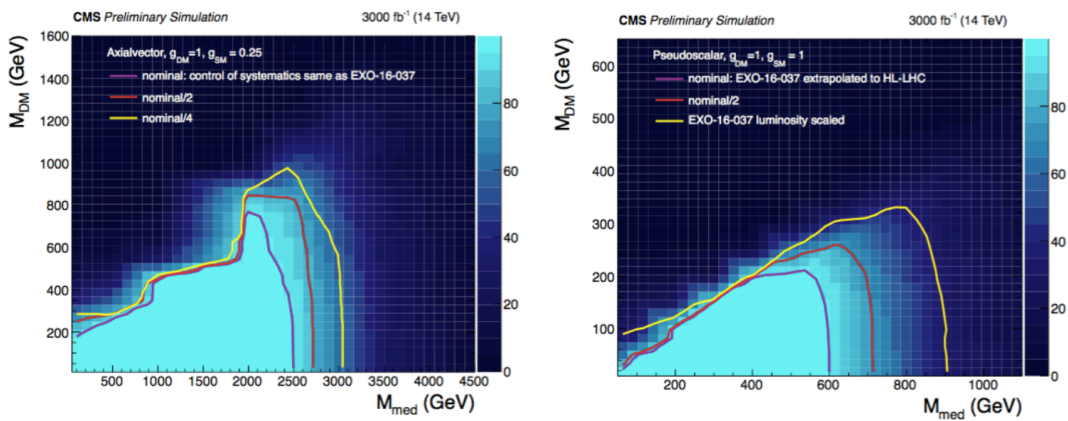 CMS Preliminary Simulation 3000 fb⁻¹ (14 TeV)
M_DM (GeV)
1600
1400
1200
1000
800
600
400
200
Axialvector, g_DM=1, g_SM = 0.25
nominal: control of systematics same as EXO-16-037
nominal/2
nominal/4
80
60
40
20
0
500 1000 1500 2000 2500 3000 3500 4000 4500
M_med (GeV)
CMS Preliminary Simulation 3000 fb⁻¹ (14 TeV)
M_DM (GeV)
600
500
400
300
200
100
Pseudoscalar, g_DM=1, g_SM = 1
nominal: EXO-16-037 extrapolated to HL-LHC
nominal/2
EXO-16-037 luminosity scaled
80
60
40
20
0
200 400 600 800 1000
M_med (GeV)